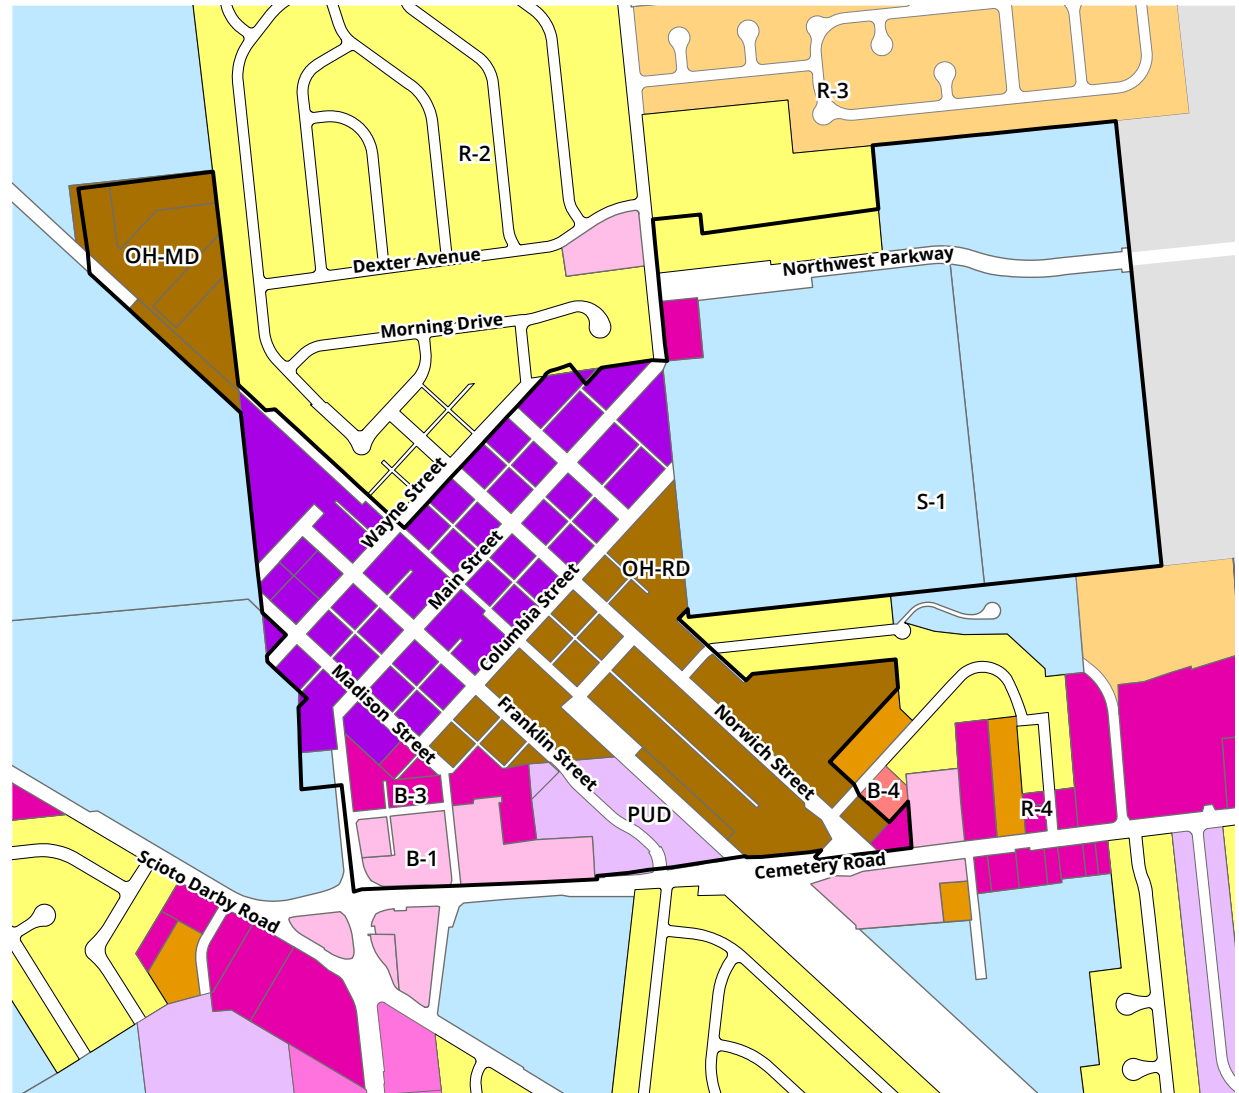 R-3
R-2
OH-MD
Dexter Avenue
Northwest Parkway
Morning Drive
S-1
Wayne Street
Main Street
OH-RD
Columbia Street
Madison Street
Franklin Street
Norwich Street
B-3
B-4
PUD
R-4
B-1
Cemetery Road
Scioto Darby Road